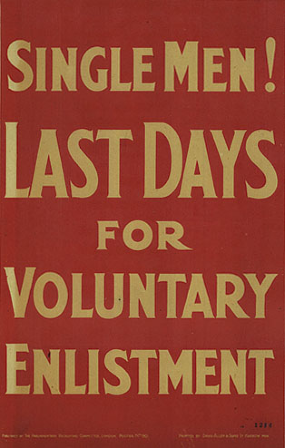 SINGLE MEN!
LAST DAYS
FOR
VOLUNTARY
ENLISTMENT